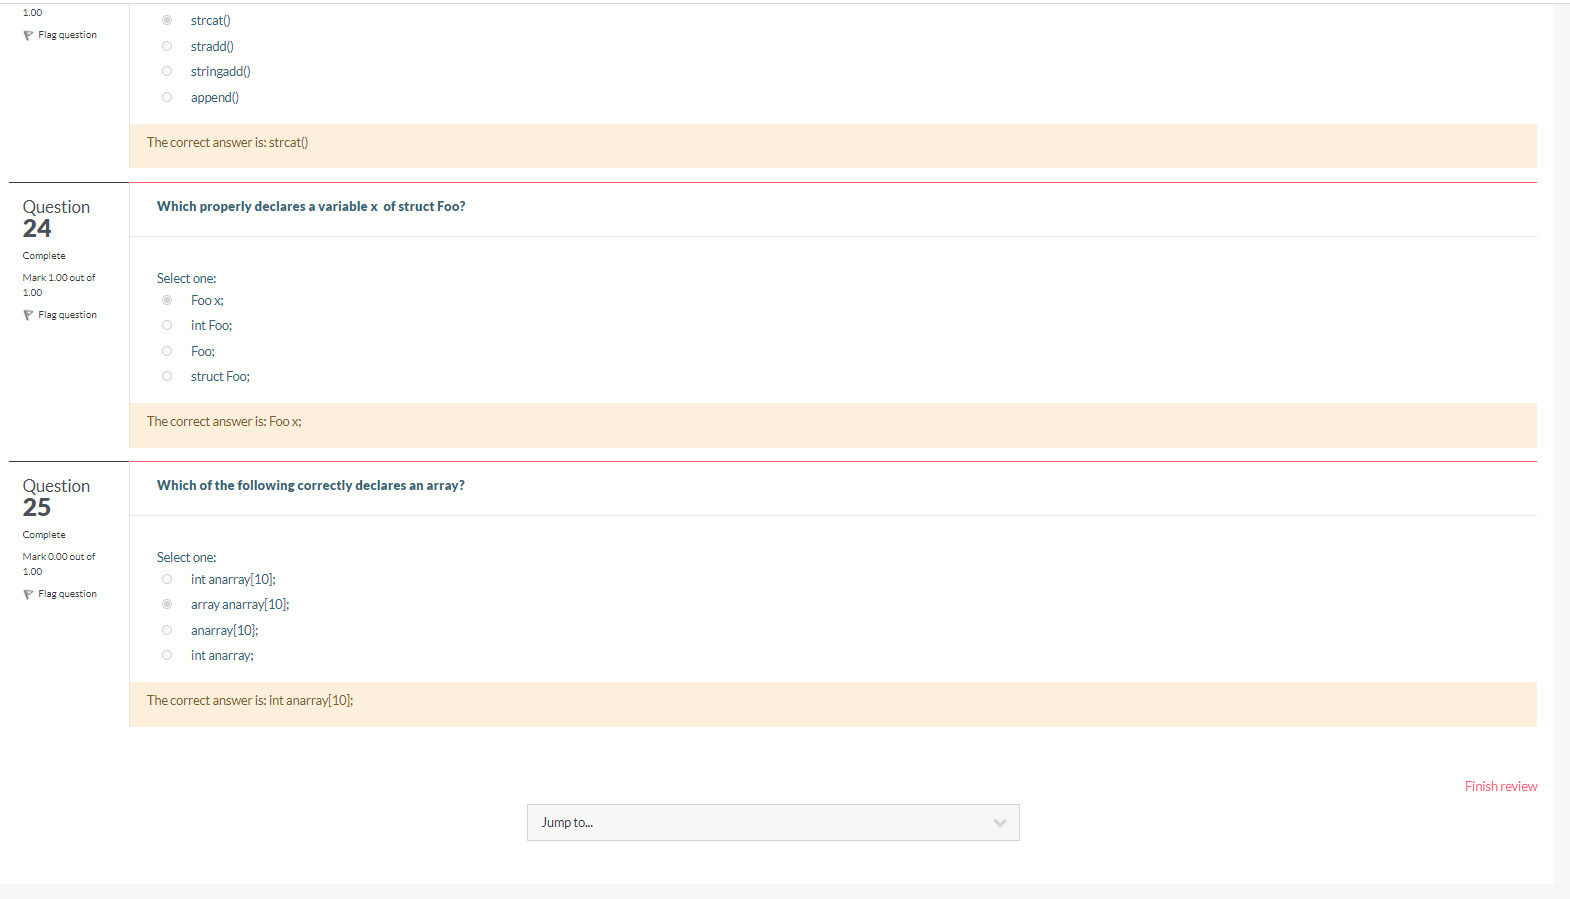 1.00
Flag question
strcat()
stradd()
stringadd()
append()
The correct answer is: strcat()
Question
24
Complete
Mark 1.00 out of
1.00
Flag question
Which properly declares a variable x  of struct Foo?
Select one:
Foo x;
int Foo;
Foo;
struct Foo;
The correct answer is: Foo x;
Question
25
Complete
Mark 0.00 out of
1.00
Flag question
Which of the following correctly declares an array?
Select one:
int anarray[10];
array anarray[10];
anarray{10};
int anarray;
The correct answer is: int anarray[10];
Finish review
Jump to...